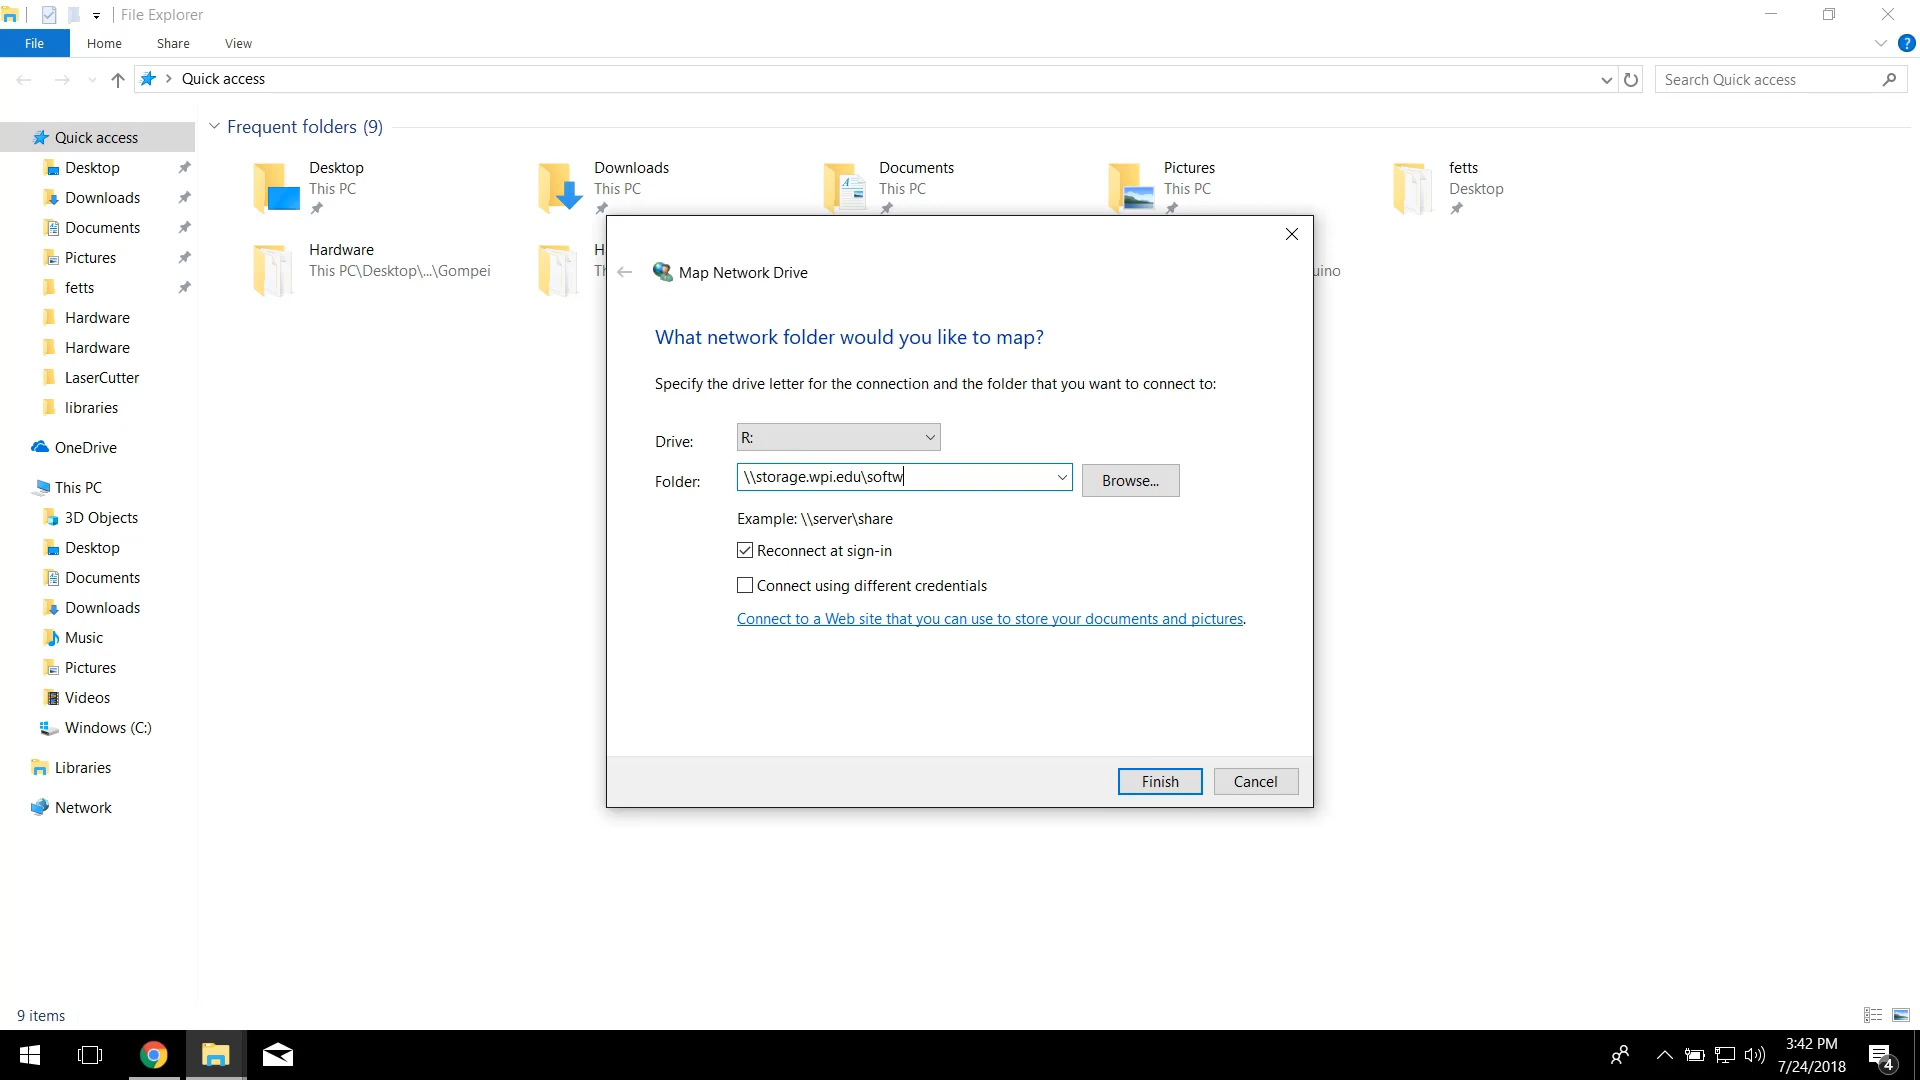 File Explorer
File Home Share View
Quick access
Search Quick access
Quick access
Desktop
Downloads
Documents
Pictures
fetts
Hardware
Hardware
LaserCutter
libraries
OneDrive
This PC
3D Objects
Desktop
Documents
Downloads
Music
Pictures
Videos
Windows (C:)
Libraries
Network
Frequent folders (9)
Desktop
This PC
Downloads
This PC
Documents
This PC
Pictures
This PC
fetts
Desktop
Hardware
This PC\Desktop\...\Gompei
H
Th
uino
Map Network Drive
What network folder would you like to map?
Specify the drive letter for the connection and the folder that you want to connect to:
Drive: R:
Folder: \\storage.wpi.edu\softw Browse...
Example: \\server\share
Reconnect at sign-in
Connect using different credentials
Connect to a Web site that you can use to store your documents and pictures.
Finish Cancel
9 items
3:42 PM
7/24/2018
4